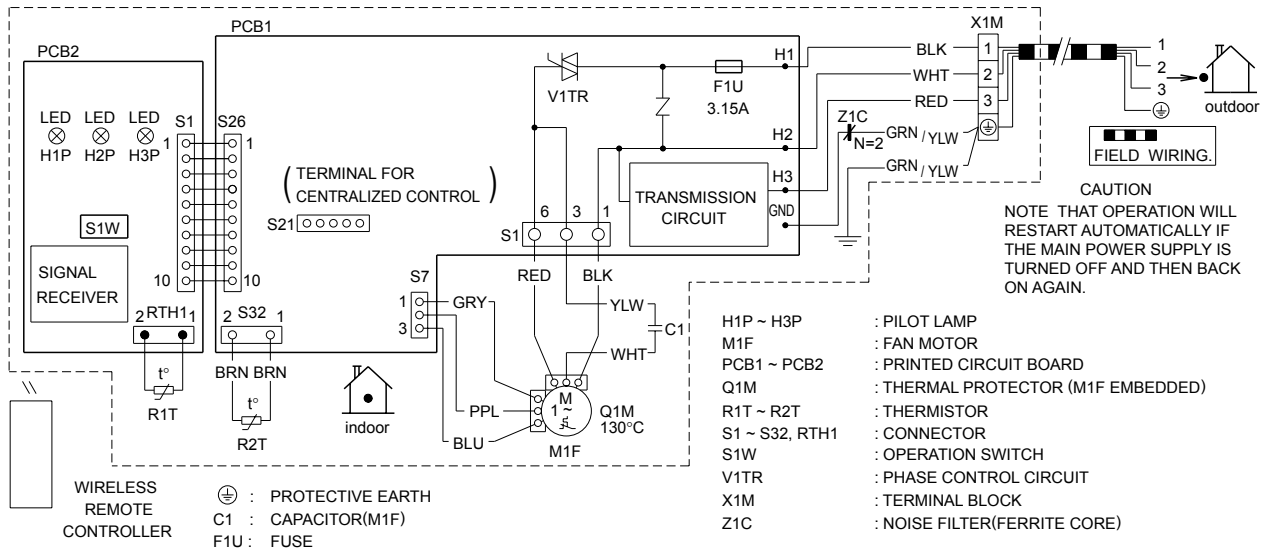 PCB2
PCB1
X1M
LED LED LED
H1P H2P H3P
S1 S26
1 1
10 10
S1W
SIGNAL
RECEIVER
2 RTH1 1
2 S32 1
t°
R1T
BRN BRN
t°
R2T
(TERMINAL FOR
CENTRALIZED CONTROL)
S21
V1TR
F1U
3.15A
H1
H2
H3
GND
TRANSMISSION
CIRCUIT
6 3 1
S1
RED BLK
S7
1
3
GRY
PPL
BLU
YLW
C1
WHT
M
1 ~
Q1M
130°C
M1F
indoor
BLK 1
WHT 2
RED 3
Z1C
N=2
GRN / YLW
GRN / YLW
1
2
3
outdoor
FIELD WIRING.
CAUTION
NOTE THAT OPERATION WILL
RESTART AUTOMATICALLY IF
THE MAIN POWER SUPPLY IS
TURNED OFF AND THEN BACK
ON AGAIN.
H1P ~ H3P : PILOT LAMP
M1F : FAN MOTOR
PCB1 ~ PCB2 : PRINTED CIRCUIT BOARD
Q1M : THERMAL PROTECTOR (M1F EMBEDDED)
R1T ~ R2T : THERMISTOR
S1 ~ S32, RTH1 : CONNECTOR
S1W : OPERATION SWITCH
V1TR : PHASE CONTROL CIRCUIT
X1M : TERMINAL BLOCK
Z1C : NOISE FILTER(FERRITE CORE)
WIRELESS
REMOTE
CONTROLLER
: PROTECTIVE EARTH
C1 : CAPACITOR(M1F)
F1U : FUSE